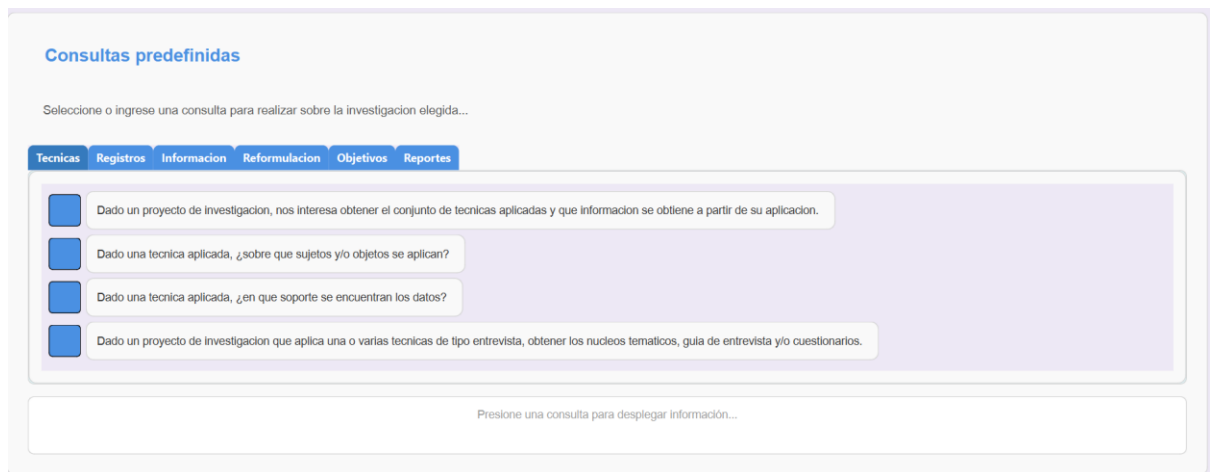 Consultas predefinidas
Seleccione o ingrese una consulta para realizar sobre la investigacion elegida...
Tecnicas Registros Informacion Reformulacion Objetivos Reportes
Dado un proyecto de investigacion, nos interesa obtener el conjunto de tecnicas aplicadas y que informacion se obtiene a partir de su aplicacion.
Dado una tecnica aplicada, ¿sobre que sujetos y/o objetos se aplican?
Dado una tecnica aplicada, ¿en que soporte se encuentran los datos?
Dado un proyecto de investigacion que aplica una o varias tecnicas de tipo entrevista, obtener los nucleos tematicos, guia de entrevista y/o cuestionarios.
Presione una consulta para desplegar información...